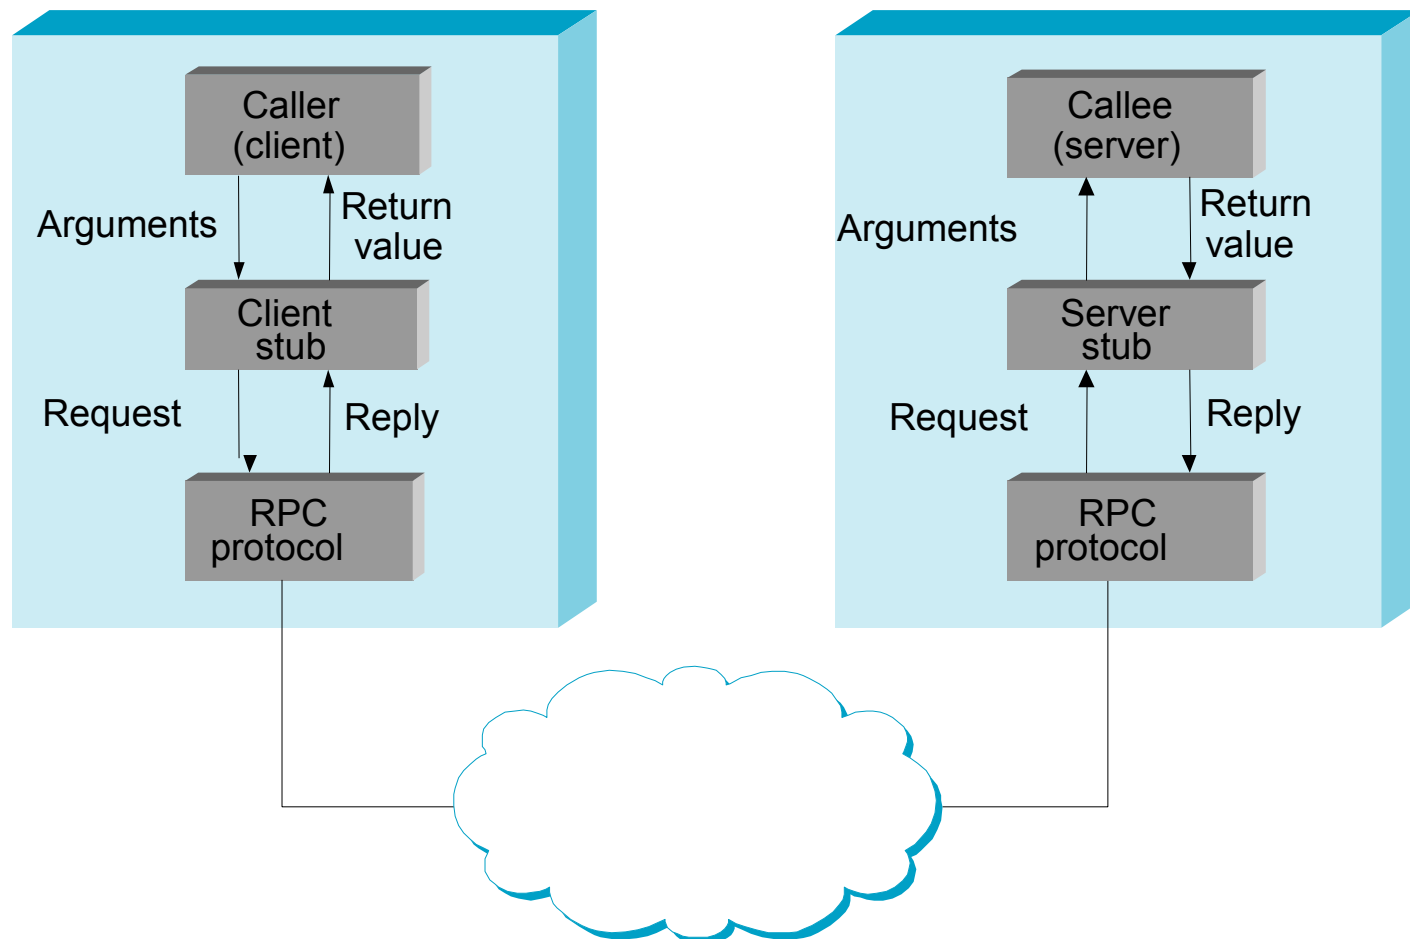 Caller
(client)
Arguments
Return
value
Client
stub
Request
Reply
RPC
protocol
Callee
(server)
Arguments
Return
value
Server
stub
Request
Reply
RPC
protocol